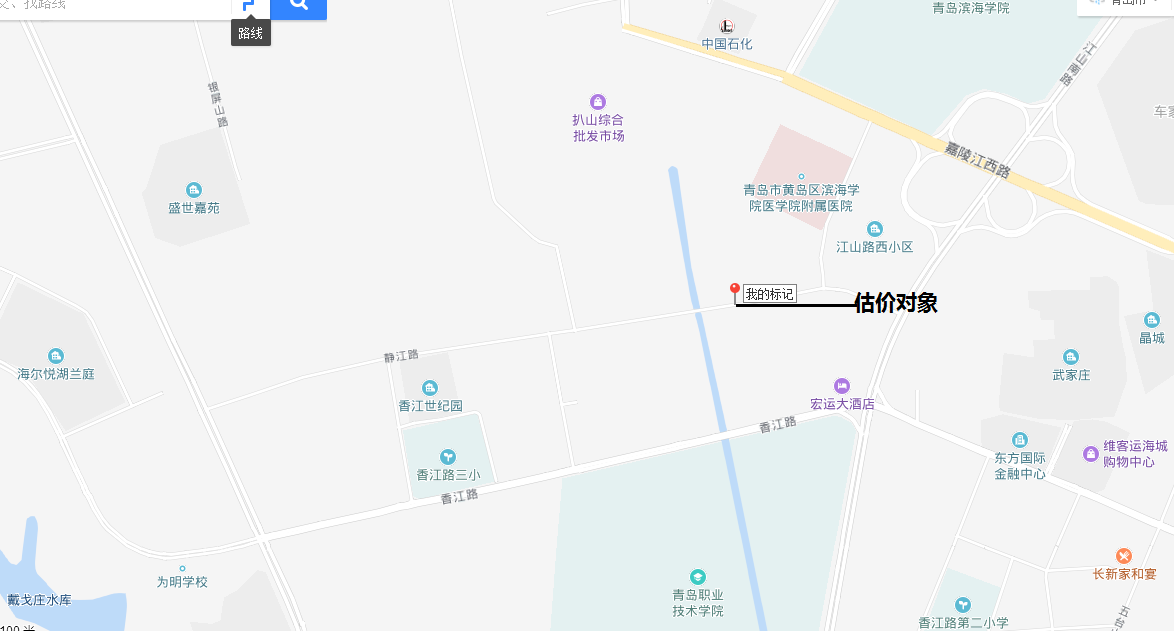 路线
青岛滨海学院
中国石化
江山南路
银屏山路
扒山综合
批发市场
嘉陵江西路
青岛市黄岛区滨海学
院医学院附属医院
盛世嘉苑
江山路西小区
我的标记
估价对象
晶城
静江路
海尔悦湖兰庭
武家庄
香江世纪园
宏运大酒店
香江路
维客运海城
购物中心
东方国际
金融中心
香江路三小
香江路
长新家和宴
为明学校
青岛职业
技术学院
戴戈庄水库
香江路第二小学